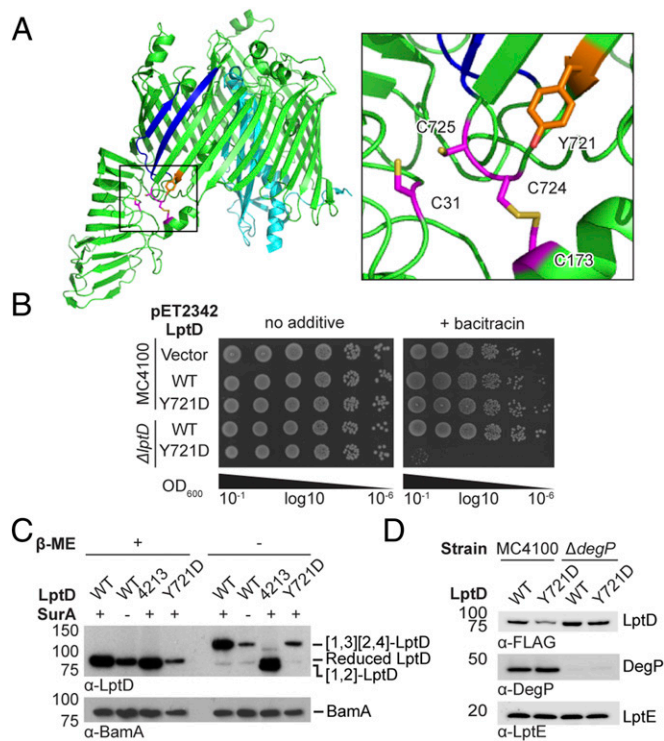 A
C725
Y721
C724
C31
C173
B
pET2342
LptD
no additive
+ bacitracin
MC4100
Vector
WT
Y721D
ΔlptD
WT
Y721D
OD600
10-1 log10 10-6
10-1 log10 10-6
C
β-ME + -
LptD WT WT 4213 Y721D WT WT 4213 Y721D
SurA + - + + + - + +
150
100
75
[1,3][2,4]-LptD
Reduced LptD
[1,2]-LptD
α-LptD
100
75
BamA
α-BamA
D
Strain MC4100 ΔdegP
LptD WT Y721D WT Y721D
100
75
LptD
α-FLAG
50
DegP
α-DegP
20
LptE
α-LptE